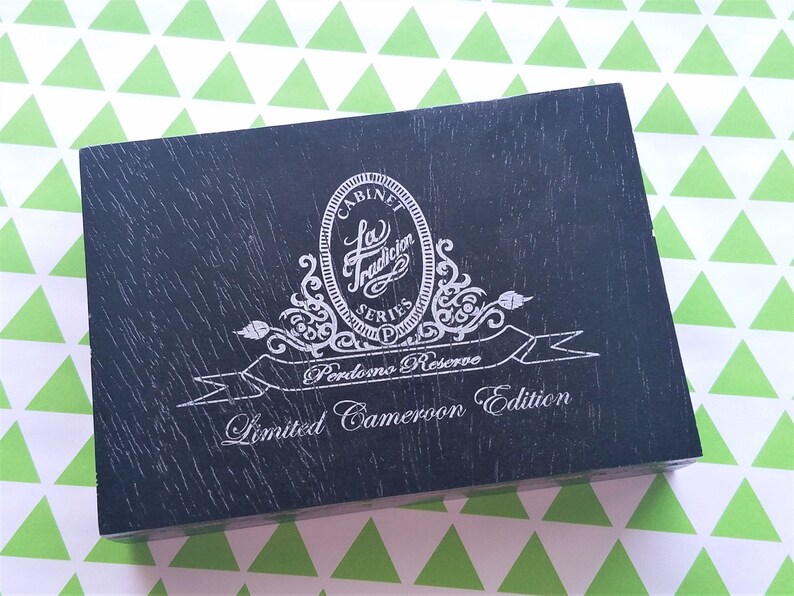 CABINET
La
Tradicion
SERIES
P
Perdomo Reserve
Limited Cameroon Edition